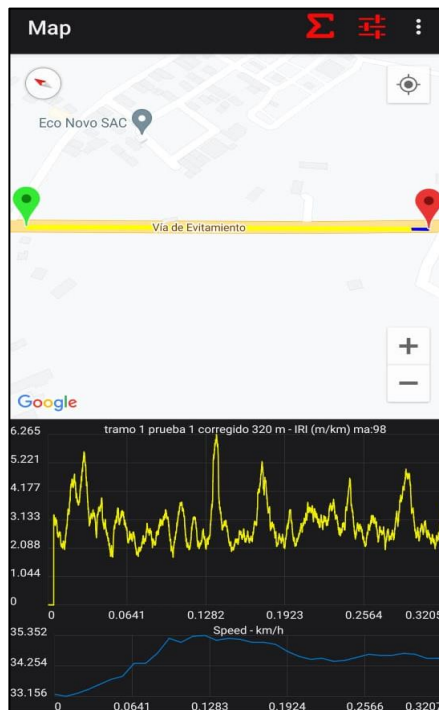 Map
Eco Novo SAC
Vía de Evitamiento
Google
tramo 1 prueba 1 corregido 320 m - IRI (m/km) ma:98
6.265
5.221
4.177
3.133
2.088
1.044
0
0 0.0641 0.1282 0.1923 0.2564 0.3205
Speed - km/h
35.352
34.254
33.156
0 0.0641 0.1283 0.1924 0.2566 0.3207